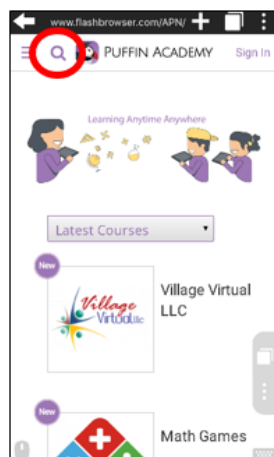 www.flashbrowser.com/APN/
PUFFIN ACADEMY
Sign In
Learning Anytime Anywhere
Latest Courses
New
Village
Virtual LLC
Village Virtual
LLC
New
Math Games